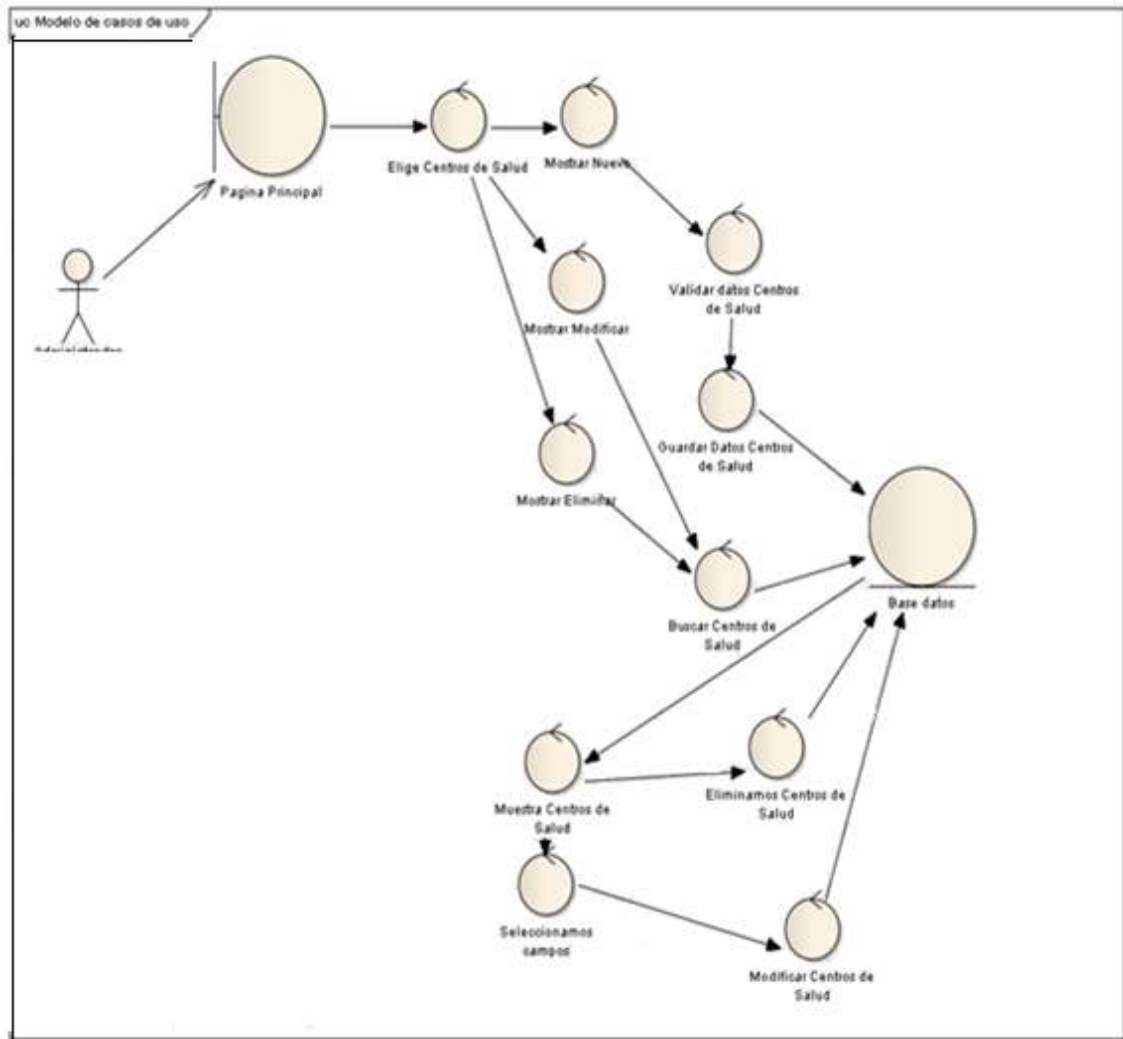 uc Modelo de casos de uso
Pagina Principal
Elige Centros de Salud
Mostrar Nuevo
Validar datos Centros
de Salud
Mostrar Modificar
Guardar Datos Centros
de Salud
Mostrar Eliminar
Base datos
Buscar Centros de
Salud
Muestra Centros de
Salud
Eliminamos Centros de
Salud
Seleccionamos
campos
Modificar Centros de
Salud